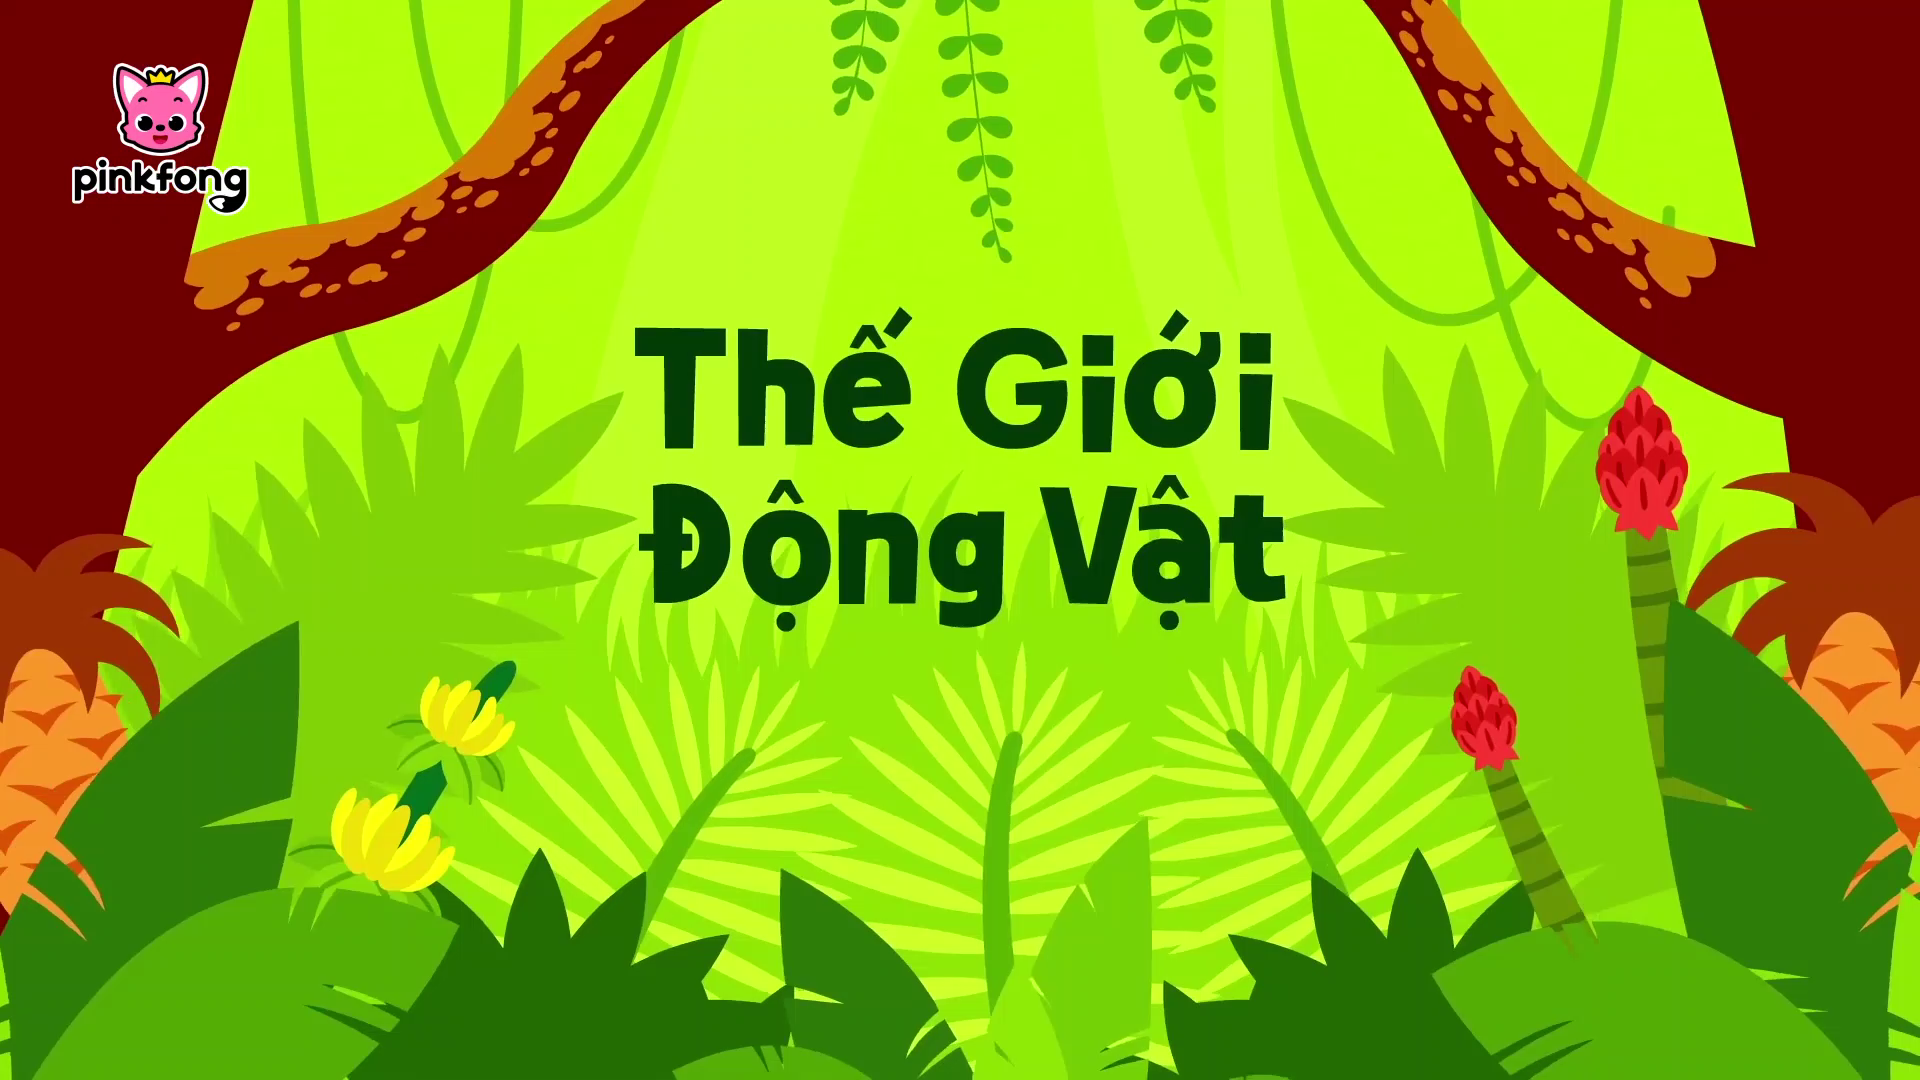 pinkfong
Thế Giới
Động Vật